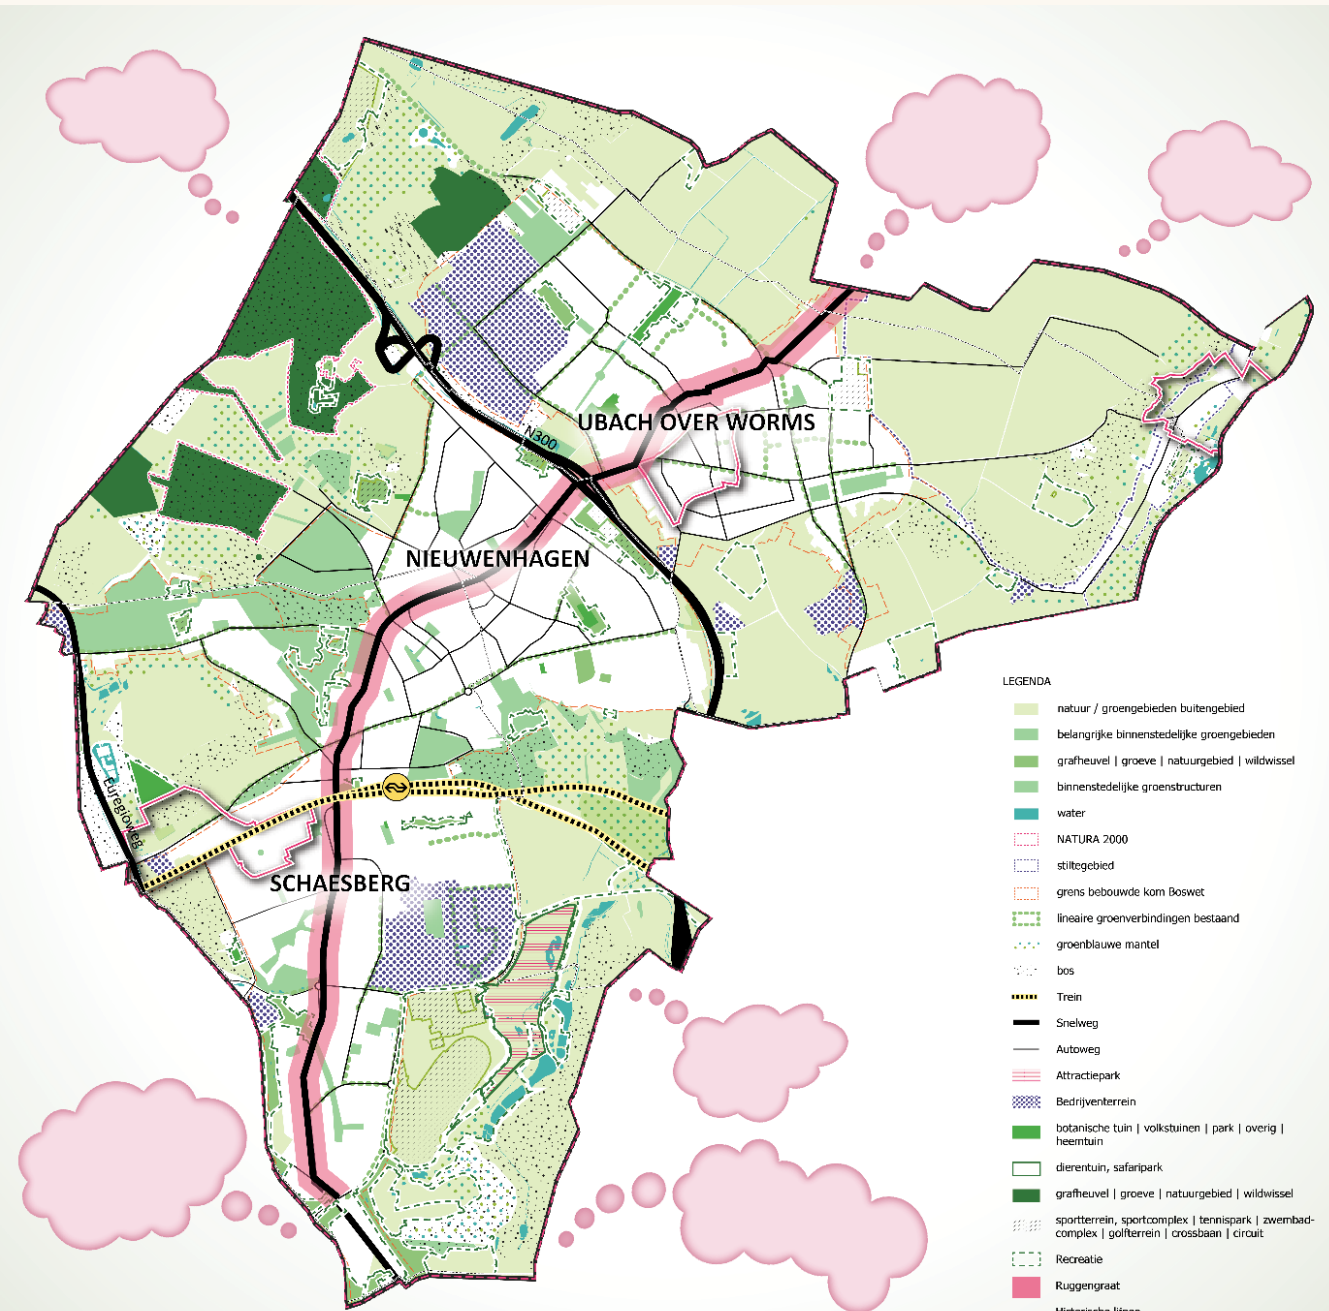 UBACH OVER WORMS
N300
NIEUWENHAGEN
Euregioweg
SCHAESBERG
LEGENDA
natuur / groengebieden buitengebied
belangrijke binnenstedelijke groengebieden
grafheuvel | groeve | natuurgebied | wildwissel
binnenstedelijke groenstructuren
water
NATURA 2000
stiltegebied
grens bebouwde kom Boswet
lineaire groenverbindingen bestaand
groenblauwe mantel
bos
Trein
Snelweg
Autoweg
Attractiepark
Bedrijventerrein
botanische tuin | volkstuinen | park | overig |
heemtuin
dierentuin, safaripark
grafheuvel | groeve | natuurgebied | wildwissel
sportterrein, sportcomplex | tennispark | zwembad-
complex | golfterrein | crossbaan | circuit
Recreatie
Ruggengraat